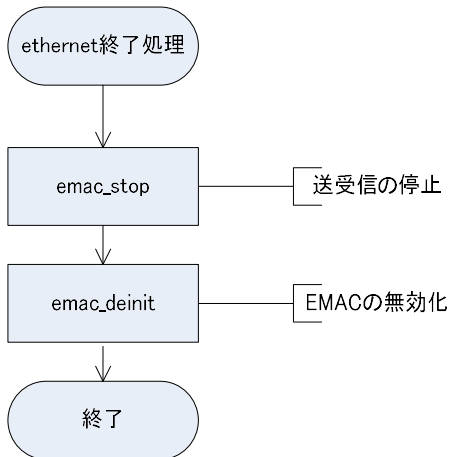 ethernet終了処理
emac_stop
送受信の停止
emac_deinit
EMACの無効化
終了